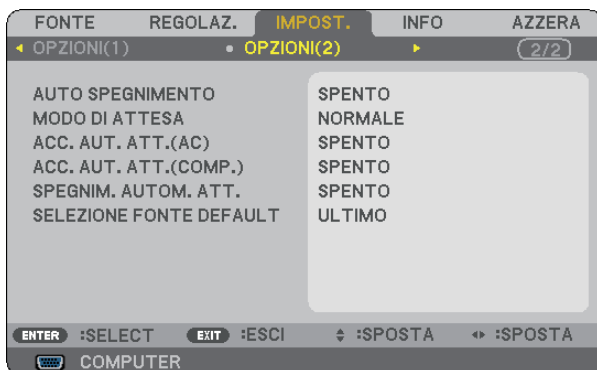 FONTE REGOLAZ. IMPOST. INFO AZZERA
OPZIONI(1) OPZIONI(2) 2/2
AUTO SPEGNIMENTO SPENTO
MODO DI ATTESA NORMALE
ACC. AUT. ATT.(AC) SPENTO
ACC. AUT. ATT.(COMP.) SPENTO
SPEGNIM. AUTOM. ATT. SPENTO
SELEZIONE FONTE DEFAULT ULTIMO
ENTER :SELECT EXIT :ESCI :SPOSTA :SPOSTA
COMPUTER